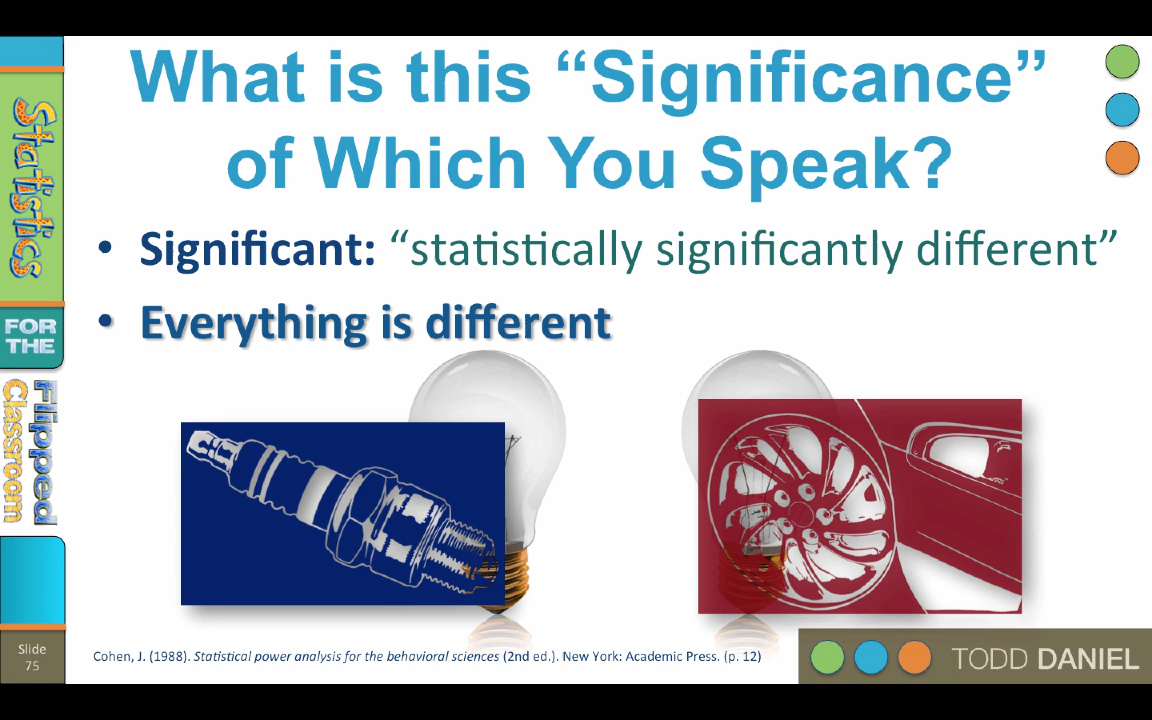 What is this “Significance”
of Which You Speak?
• Significant: “statistically significantly different”
• Everything is different
Statistics
FOR
THE
Flipped
Classroom
Slide
75
Cohen, J. (1988). Statistical power analysis for the behavioral sciences (2nd ed.). New York: Academic Press. (p. 12)
TODD DANIEL